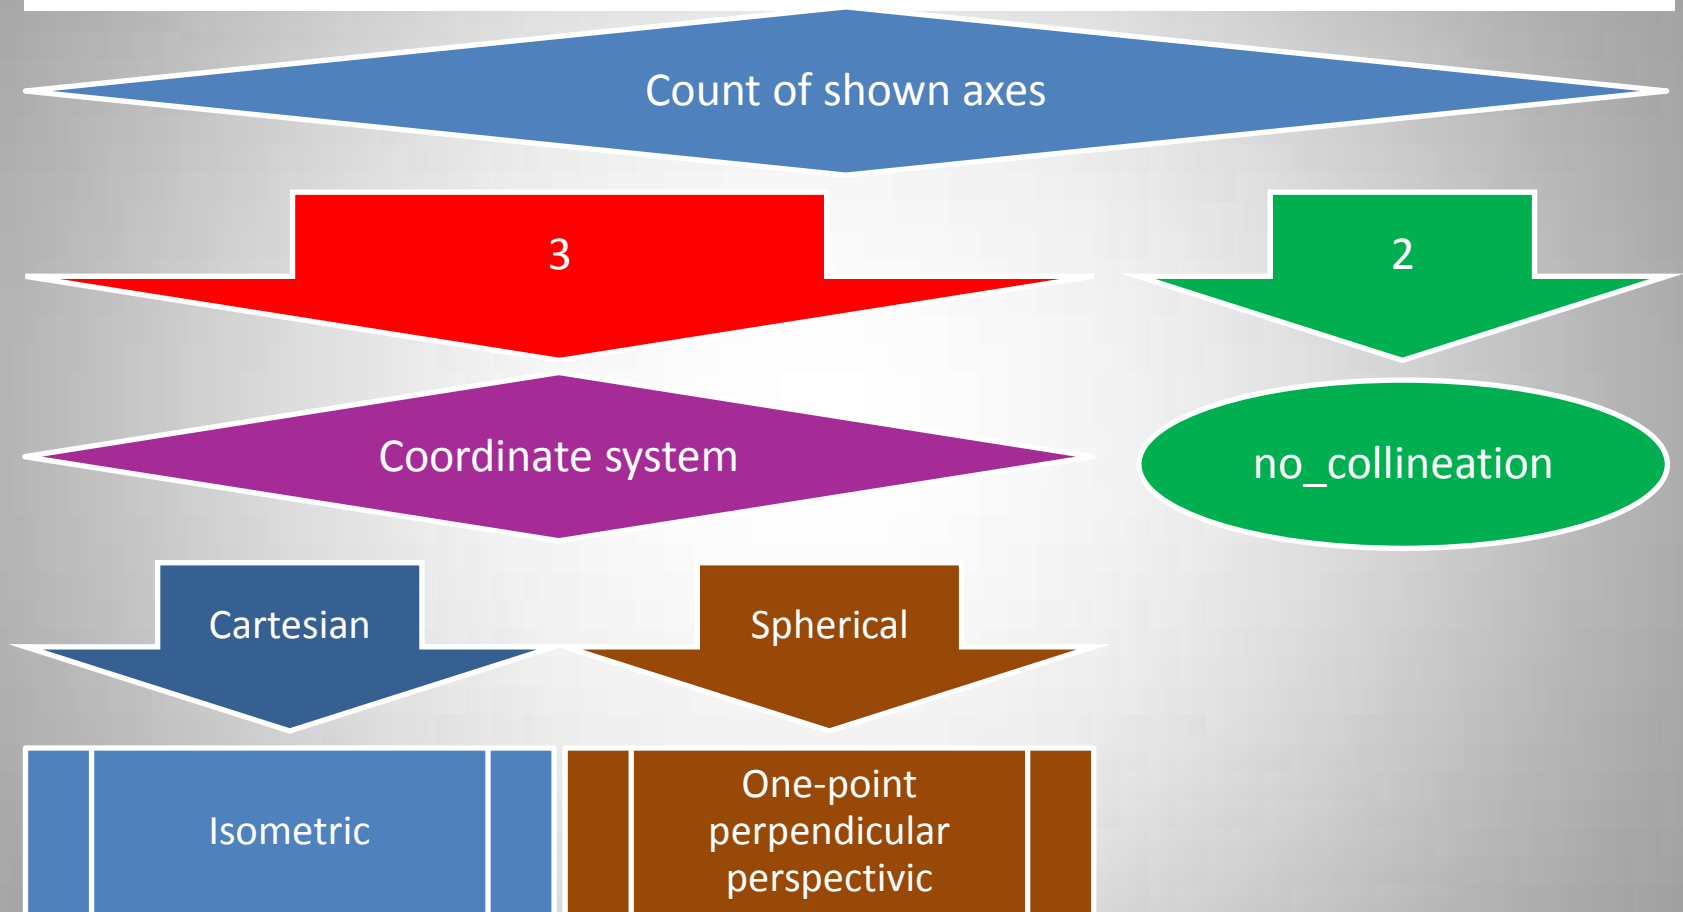 Count of shown axes
3
2
Coordinate system
no_collineation
Cartesian
Spherical
Isometric
One-point
perpendicular
perspectivic